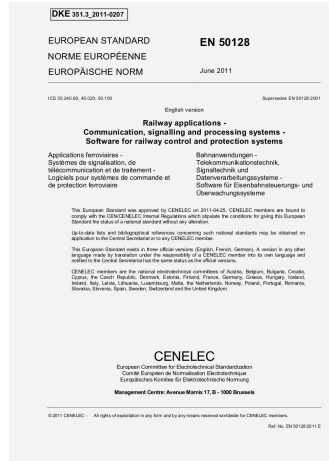 DKE 351.3_2011-0207
EUROPEAN STANDARD
EN 50128
NORME EUROPÉENNE
EUROPÄISCHE NORM
June 2011
ICS 35.240.60; 45.020; 93.100
Supersedes EN 50128:2001
English version
Railway applications -
Communication, signalling and processing systems -
Software for railway control and protection systems
Applications ferroviaires -
Systèmes de signalisation, de
télécommunication et de traitement -
Logiciels pour systèmes de commande et
de protection ferroviaire
Bahnanwendungen -
Telekommunikationstechnik,
Signaltechnik und
Datenverarbeitungssysteme -
Software für Eisenbahnsteuerungs- und
Überwachungssysteme
This European Standard was approved by CENELEC on 2011-04-25. CENELEC members are bound to
comply with the CEN/CENELEC Internal Regulations which stipulate the conditions for giving this European
Standard the status of a national standard without any alteration.
Up-to-date lists and bibliographical references concerning such national standards may be obtained on
application to the Central Secretariat or to any CENELEC member.
This European Standard exists in three official versions (English, French, German). A version in any other
language made by translation under the responsibility of a CENELEC member into its own language and
notified to the Central Secretariat has the same status as the official versions.
CENELEC members are the national electrotechnical committees of Austria, Belgium, Bulgaria, Croatia,
Cyprus, the Czech Republic, Denmark, Estonia, Finland, France, Germany, Greece, Hungary, Iceland,
Ireland, Italy, Latvia, Lithuania, Luxembourg, Malta, the Netherlands, Norway, Poland, Portugal, Romania,
Slovakia, Slovenia, Spain, Sweden, Switzerland and the United Kingdom.
CENELEC
European Committee for Electrotechnical Standardization
Comité Européen de Normalisation Electrotechnique
Europäisches Komitee für Elektrotechnische Normung
Management Centre: Avenue Marnix 17, B - 1000 Brussels
© 2011 CENELEC - All rights of exploitation in any form and by any means reserved worldwide for CENELEC members.
Ref. No. EN 50128:2011 E